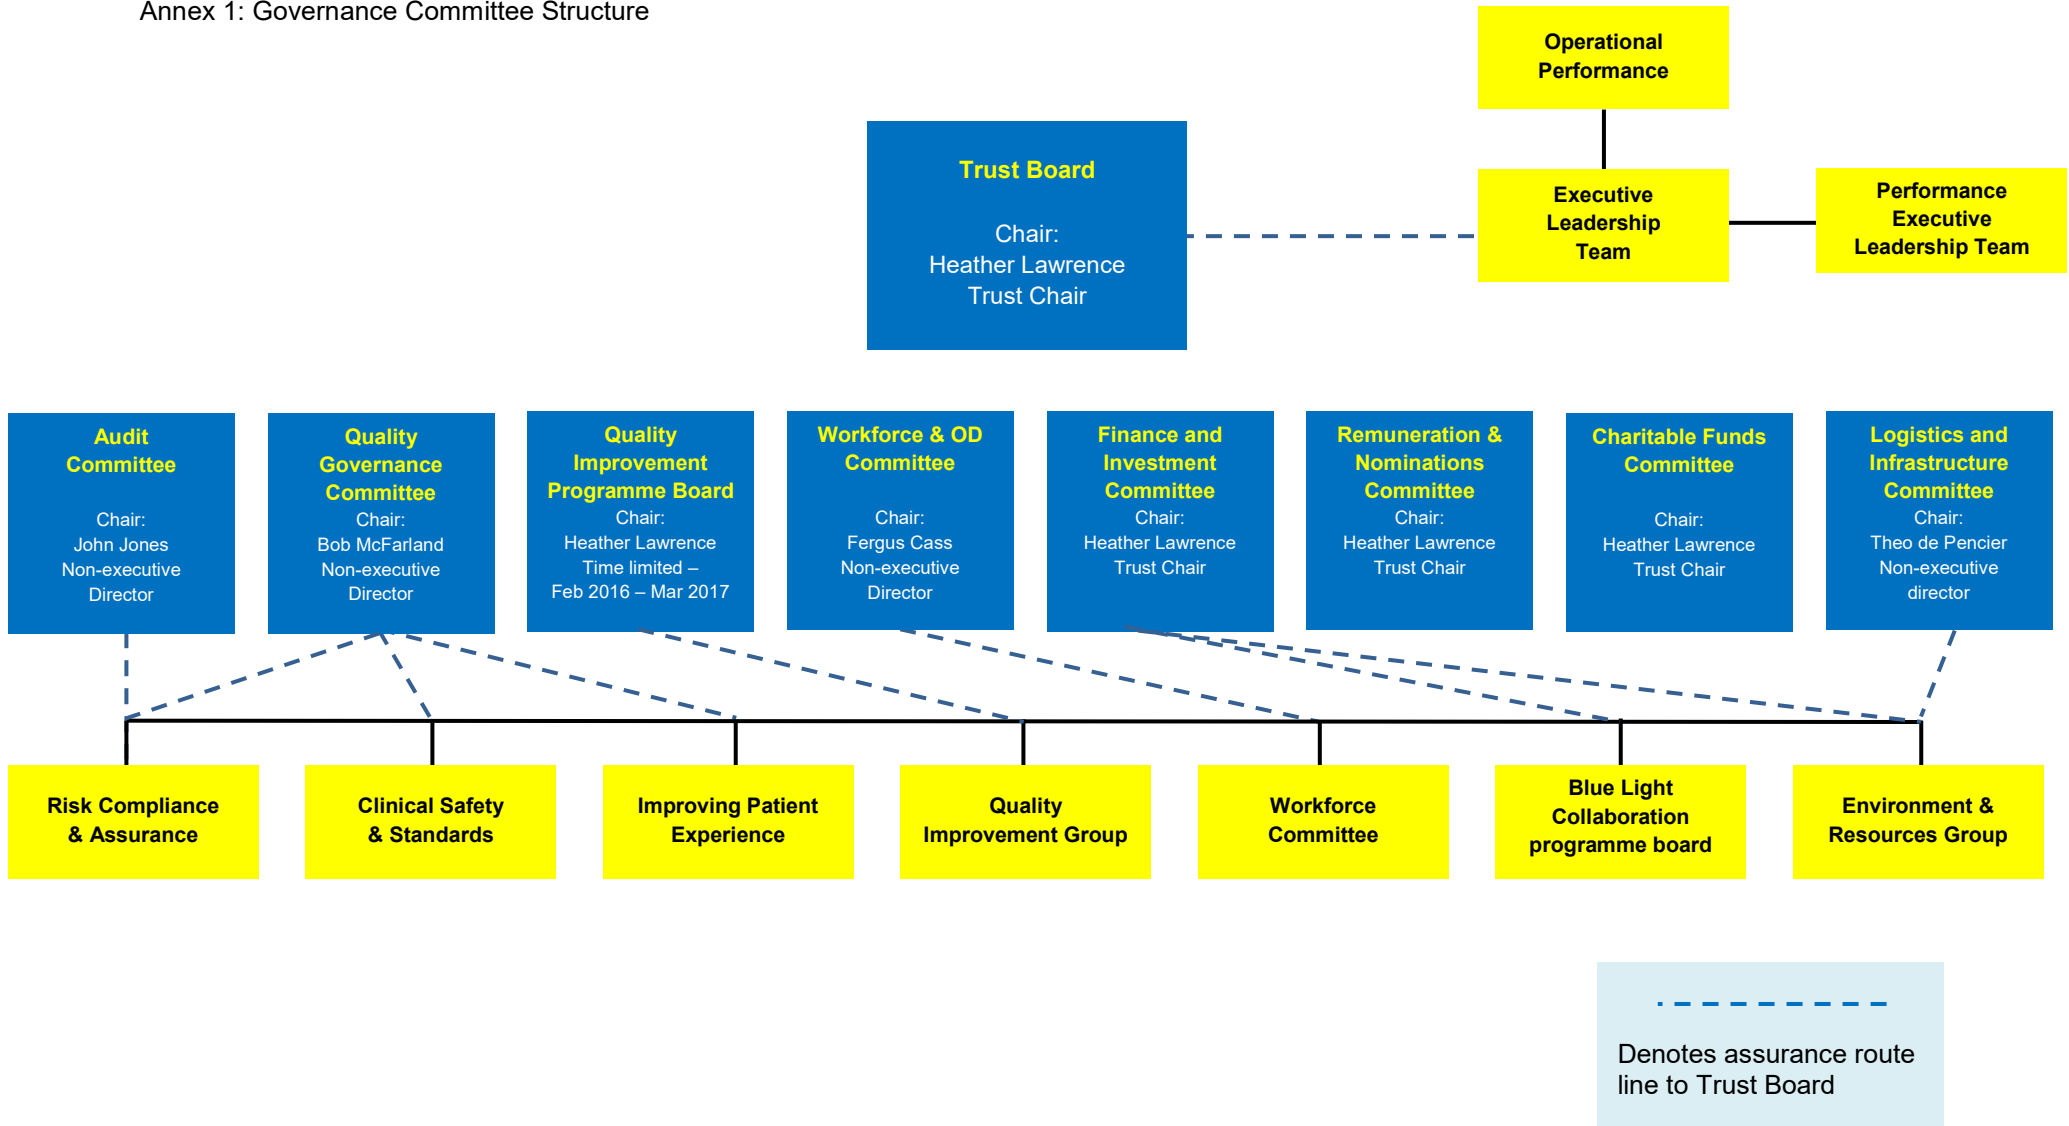 Annex 1: Governance Committee Structure
Operational
Performance
Trust Board
Chair:
Heather Lawrence
Trust Chair
Executive
Leadership
Team
Performance
Executive
Leadership Team
Audit
Committee
Chair:
John Jones
Non-executive
Director
Quality
Governance
Committee
Chair:
Bob McFarland
Non-executive
Director
Quality
Improvement
Programme Board
Chair:
Heather Lawrence
Time limited –
Feb 2016 – Mar 2017
Workforce & OD
Committee
Chair:
Fergus Cass
Non-executive
Director
Finance and
Investment
Committee
Chair:
Heather Lawrence
Trust Chair
Remuneration &
Nominations
Committee
Chair:
Heather Lawrence
Trust Chair
Charitable Funds
Committee
Chair:
Heather Lawrence
Trust Chair
Logistics and
Infrastructure
Committee
Chair:
Theo de Pencier
Non-executive
director
Risk Compliance
& Assurance
Clinical Safety
& Standards
Improving Patient
Experience
Quality
Improvement Group
Workforce
Committee
Blue Light
Collaboration
programme board
Environment &
Resources Group
Denotes assurance route
line to Trust Board